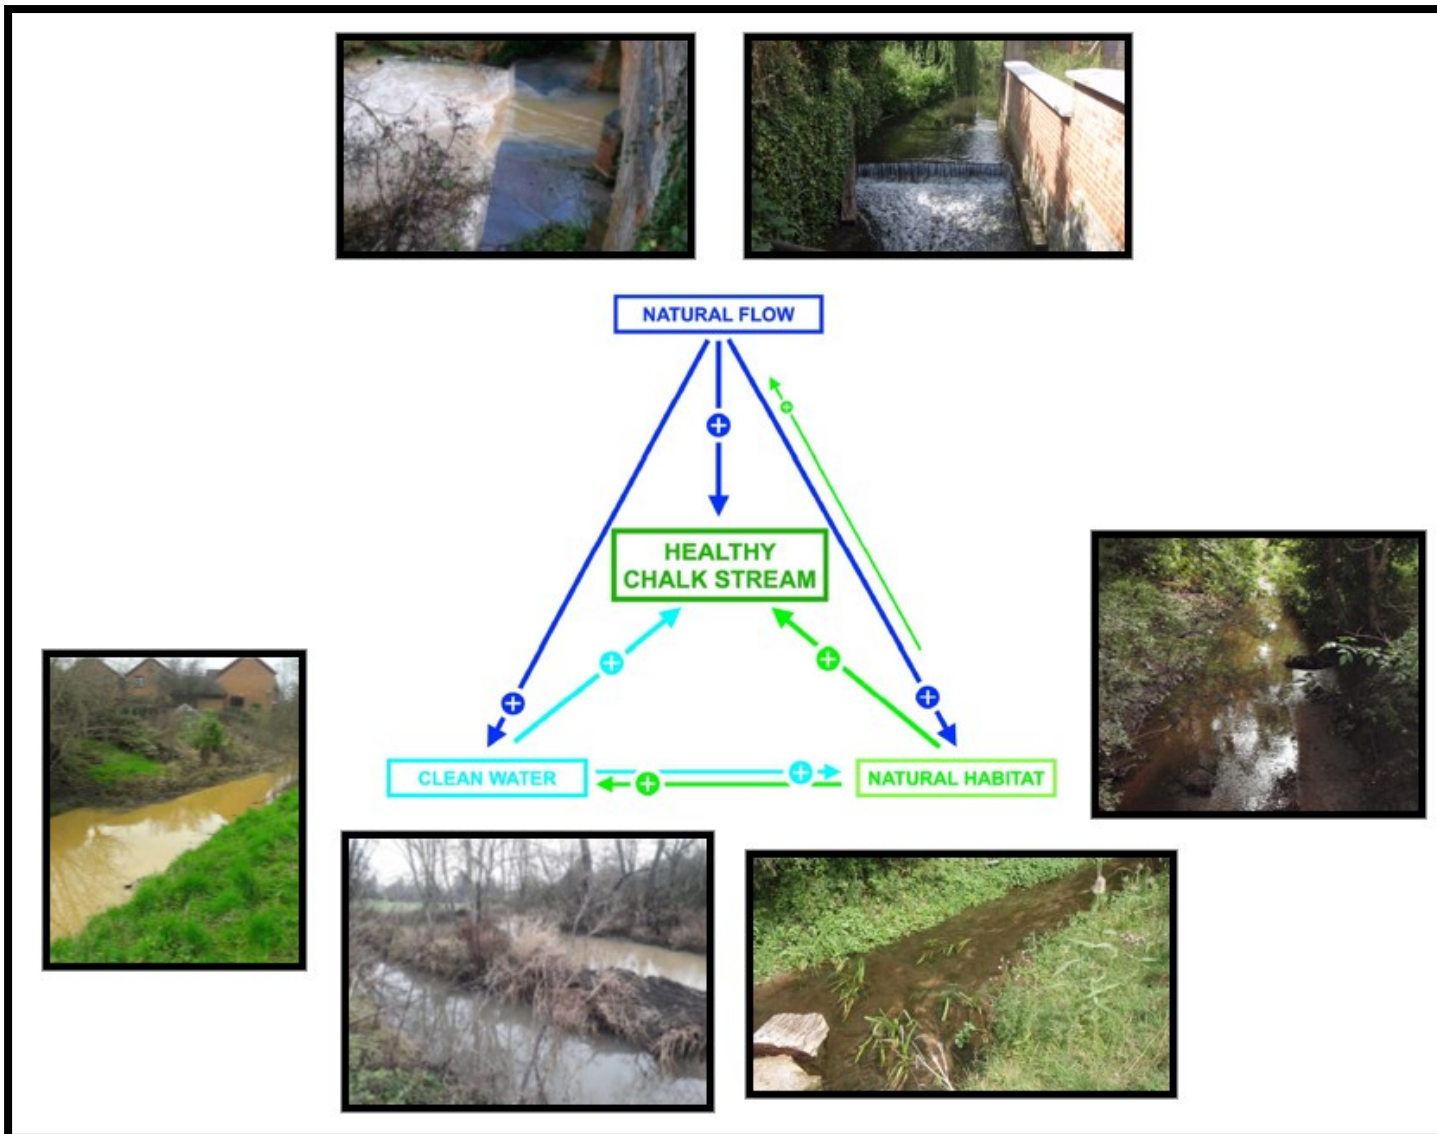 NATURAL FLOW
+
HEALTHY
CHALK STREAM
+
+
+
+
+
CLEAN WATER
+
+
NATURAL HABITAT